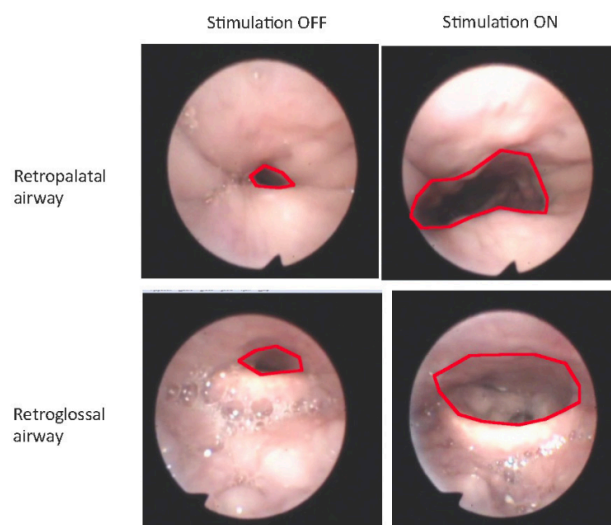 Stimulation OFF
Stimulation ON
Retropalatal
airway
Retroglossal
airway